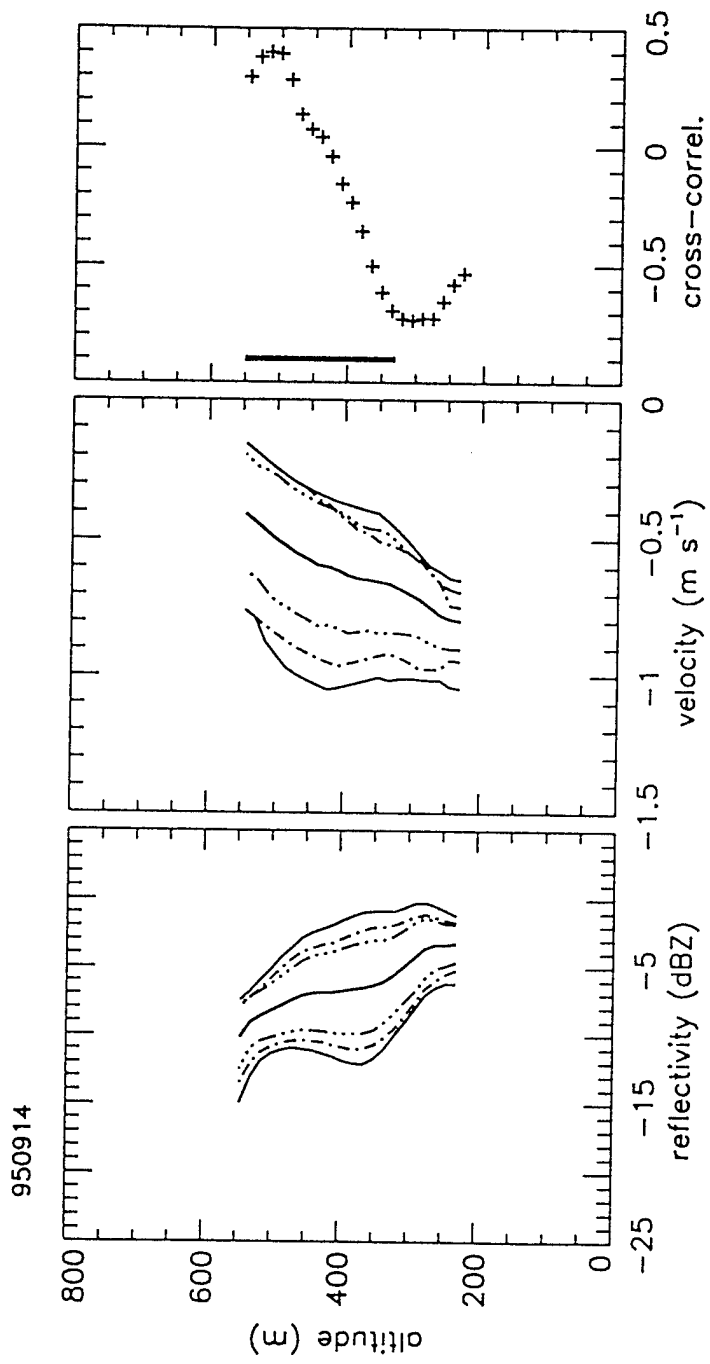 950914
800
600
400
200
0
altitude (m)
−25 −15 −5
reflectivity (dBZ)
−1.5 −1 −0.5 0
velocity (m s⁻¹)
−0.5 0 0.5
cross−correl.